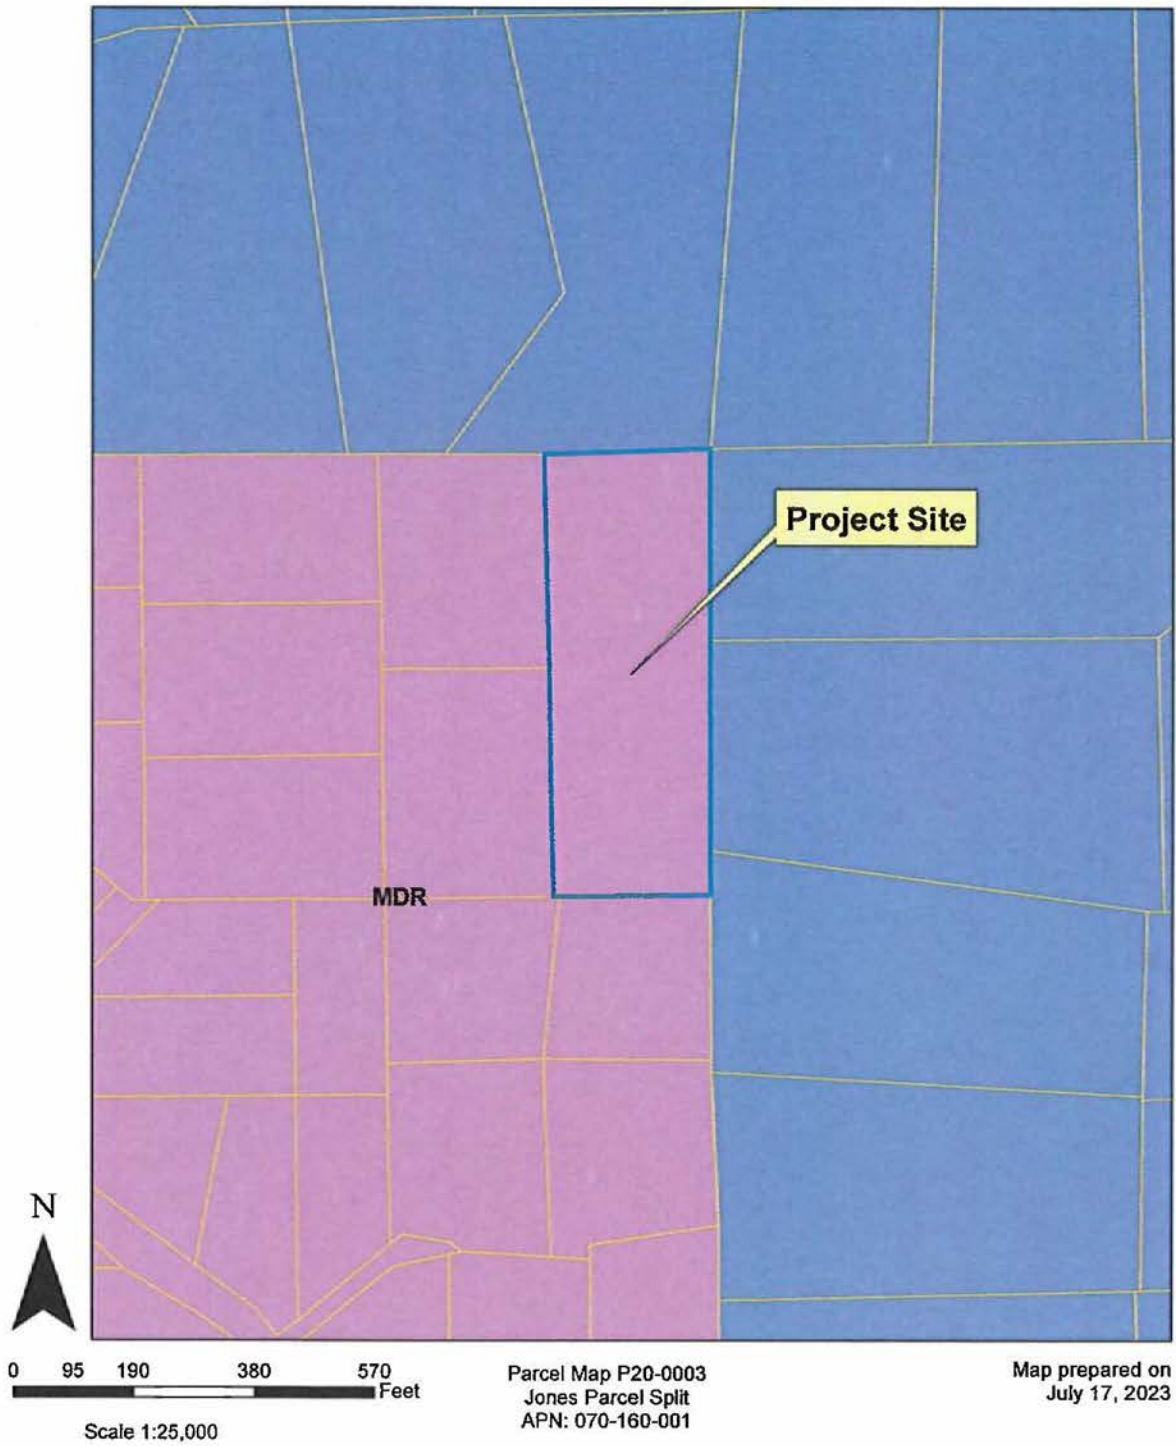 Project Site
MDR
N
0 95 190 380 570
Feet
Scale 1:25,000
Parcel Map P20-0003
Jones Parcel Split
APN: 070-160-001
Map prepared on
July 17, 2023